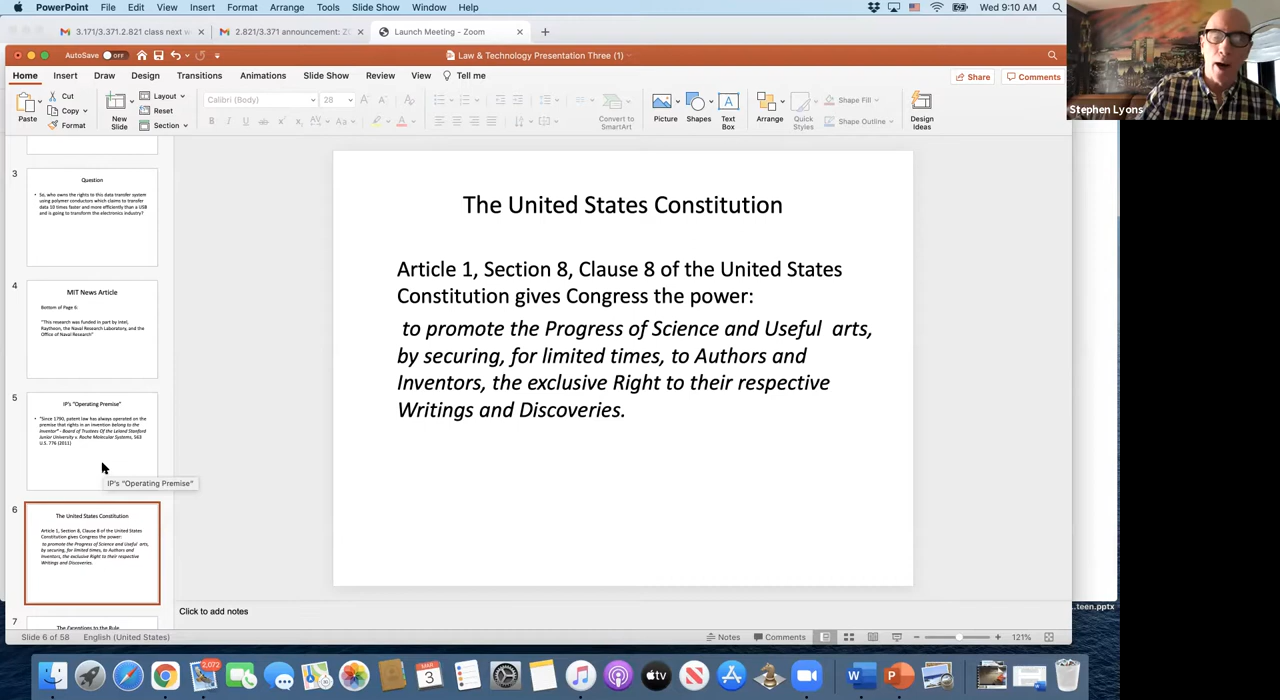 PowerPoint File Edit View Insert Format Arrange Tools Slide Show Window Help Wed 9:10 AM
3.171/3.371.2.821 class next w 2.821/3.371 announcement: Z Launch Meeting - Zoom
AutoSave OFF Law & Technology Presentation Three (1)
Home Insert Draw Design Transitions Animations Slide Show Review View Tell me Share Comments
Paste Cut Copy Format New Slide Layout Reset Section Calibri (Body) 28 Convert to SmartArt Picture Shapes Text Box Arrange Quick Styles Shape Fill Shape Outline Design Ideas
Stephen Lyons
3
Question
So, who owns the rights to this data transfer system
using polymer conductors which claims to transfer
data 10 times faster and more efficiently than a USB
and is going to transform the electronics industry?
4
MIT News Article
Bottom of Page 6:
"This research was funded in part by Intel,
Raytheon, the Naval Research Laboratory, and the
Office of Naval Research"
5
IP's "Operating Premise"
"Since 1790, patent law has always operated on the
premise that rights in an invention belong to the
inventor" - Board of Trustees Of the Leland Stanford
Junior University v. Roche Molecular Systems, 563
U.S. 776 (2011)
IP's "Operating Premise"
6
The United States Constitution
Article 1, Section 8, Clause 8 of the United States
Constitution gives Congress the power:
to promote the Progress of Science and Useful arts,
by securing, for limited times, to Authors and
Inventors, the exclusive Right to their respective
Writings and Discoveries.
7
The Exceptions to the Rule
The United States Constitution
Article 1, Section 8, Clause 8 of the United States
Constitution gives Congress the power:
to promote the Progress of Science and Useful arts,
by securing, for limited times, to Authors and
Inventors, the exclusive Right to their respective
Writings and Discoveries.
Click to add notes
...teen.pptx
Slide 6 of 58 English (United States) Notes Comments 121%
2,072
MAR
3